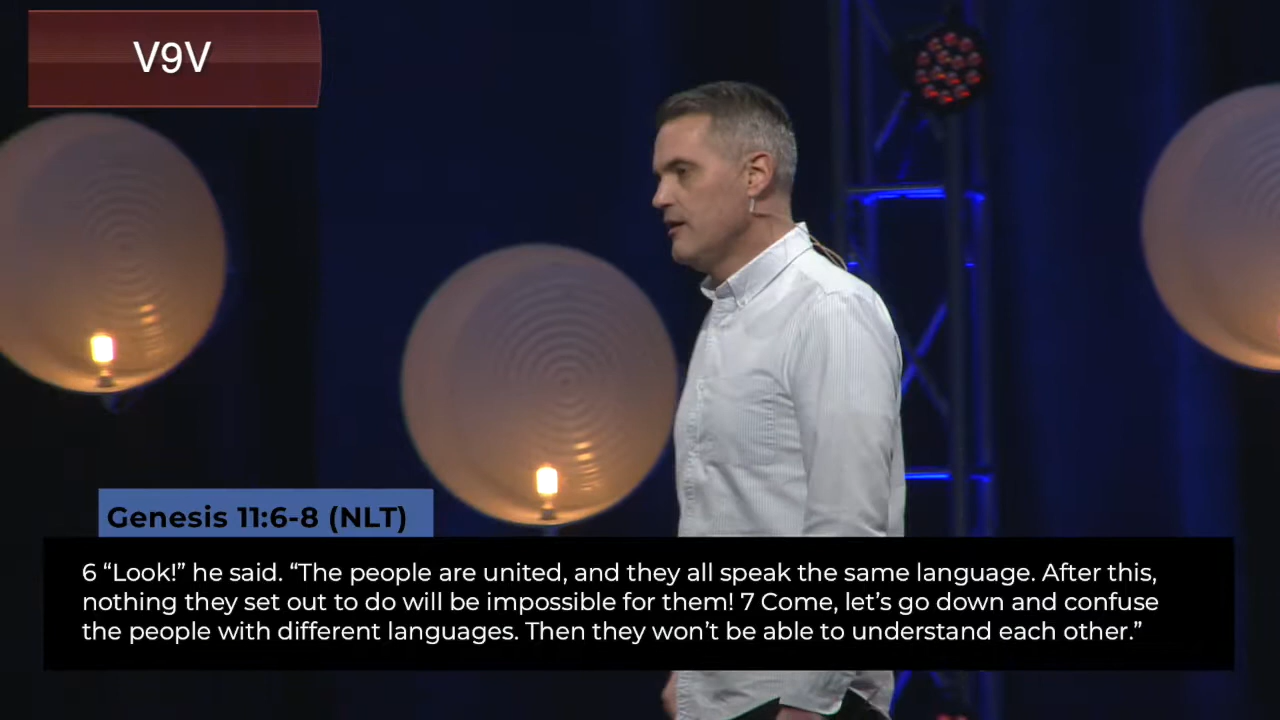 V9V
Genesis 11:6-8 (NLT)
6 “Look!” he said. “The people are united, and they all speak the same language. After this,
nothing they set out to do will be impossible for them! 7 Come, let’s go down and confuse
the people with different languages. Then they won’t be able to understand each other.”